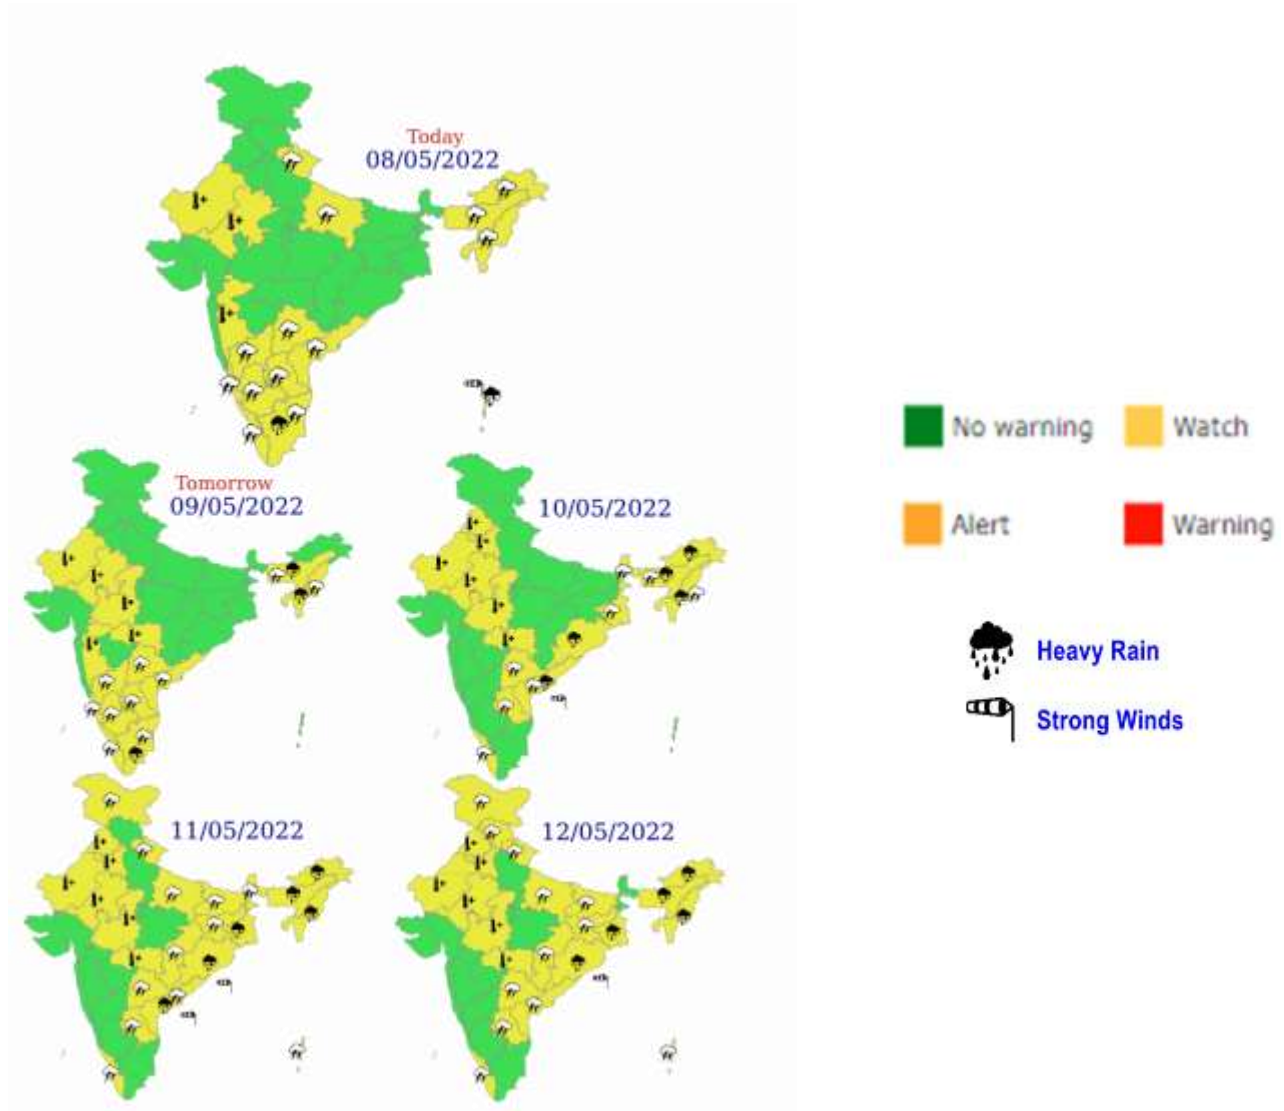 Today
08/05/2022
Tomorrow
09/05/2022
10/05/2022
11/05/2022
12/05/2022
No warning
Watch
Alert
Warning
Heavy Rain
Strong Winds